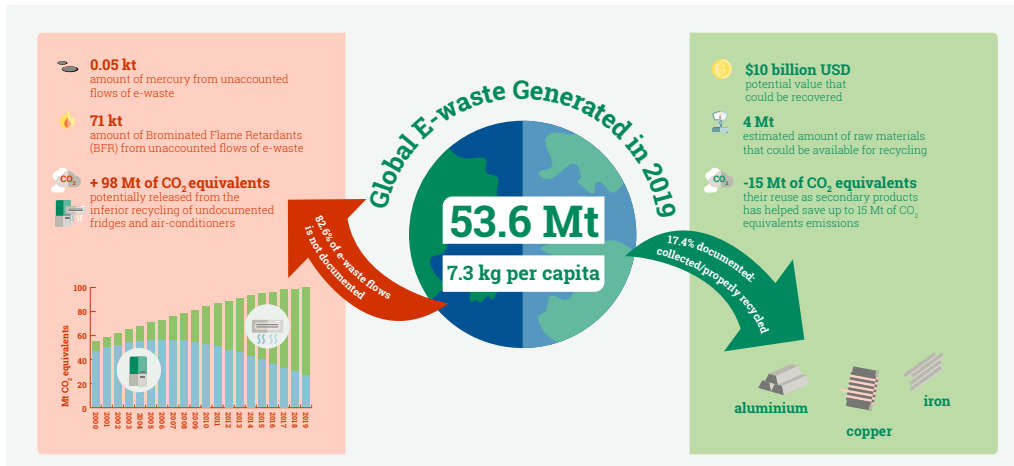 0.05 kt
amount of mercury from unaccounted
flows of e-waste
71 kt
amount of Brominated Flame Retardants
(BFR) from unaccounted flows of e-waste
CO2
+ 98 Mt of CO2 equivalents
potentially released from the
inferior recycling of undocumented
fridges and air-conditioners
Mt CO2 equivalents
100
80
60
40
20
0
2000
2001
2002
2003
2004
2005
2006
2007
2008
2009
2010
2011
2012
2013
2014
2015
2016
2017
2018
2019
82.6% of e-waste flows
is not documented
Global E-waste Generated in 2019
53.6 Mt
7.3 kg per capita
17.4% documented:
collected/properly recycled
$10 billion USD
potential value that
could be recovered
4 Mt
estimated amount of raw materials
that could be available for recycling
CO2
-15 Mt of CO2 equivalents
their reuse as secondary products
has helped save up to 15 Mt of CO2
equivalents emissions
aluminium
copper
iron